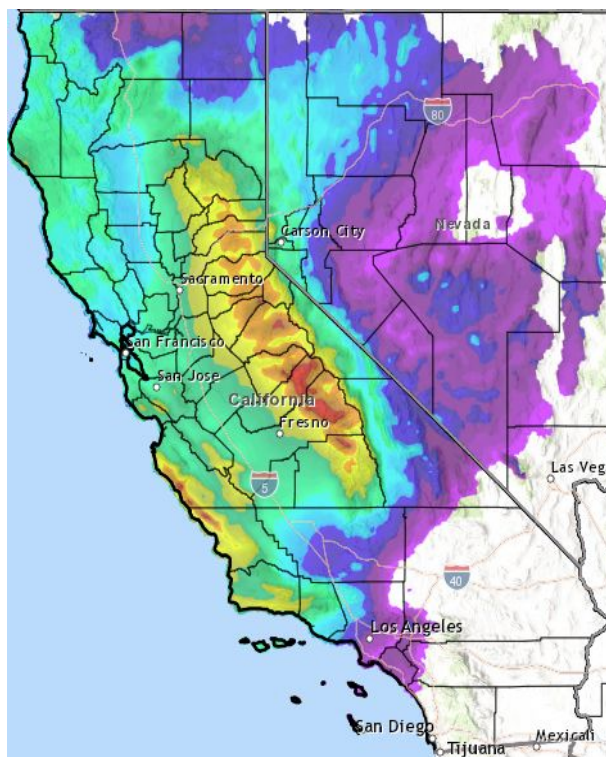 80
Nevada
Carson City
Sacramento
San Francisco
San Jose
California
Fresno
Las Veg
5
40
Los Angeles
San Diego
Mexicali
Tijuana